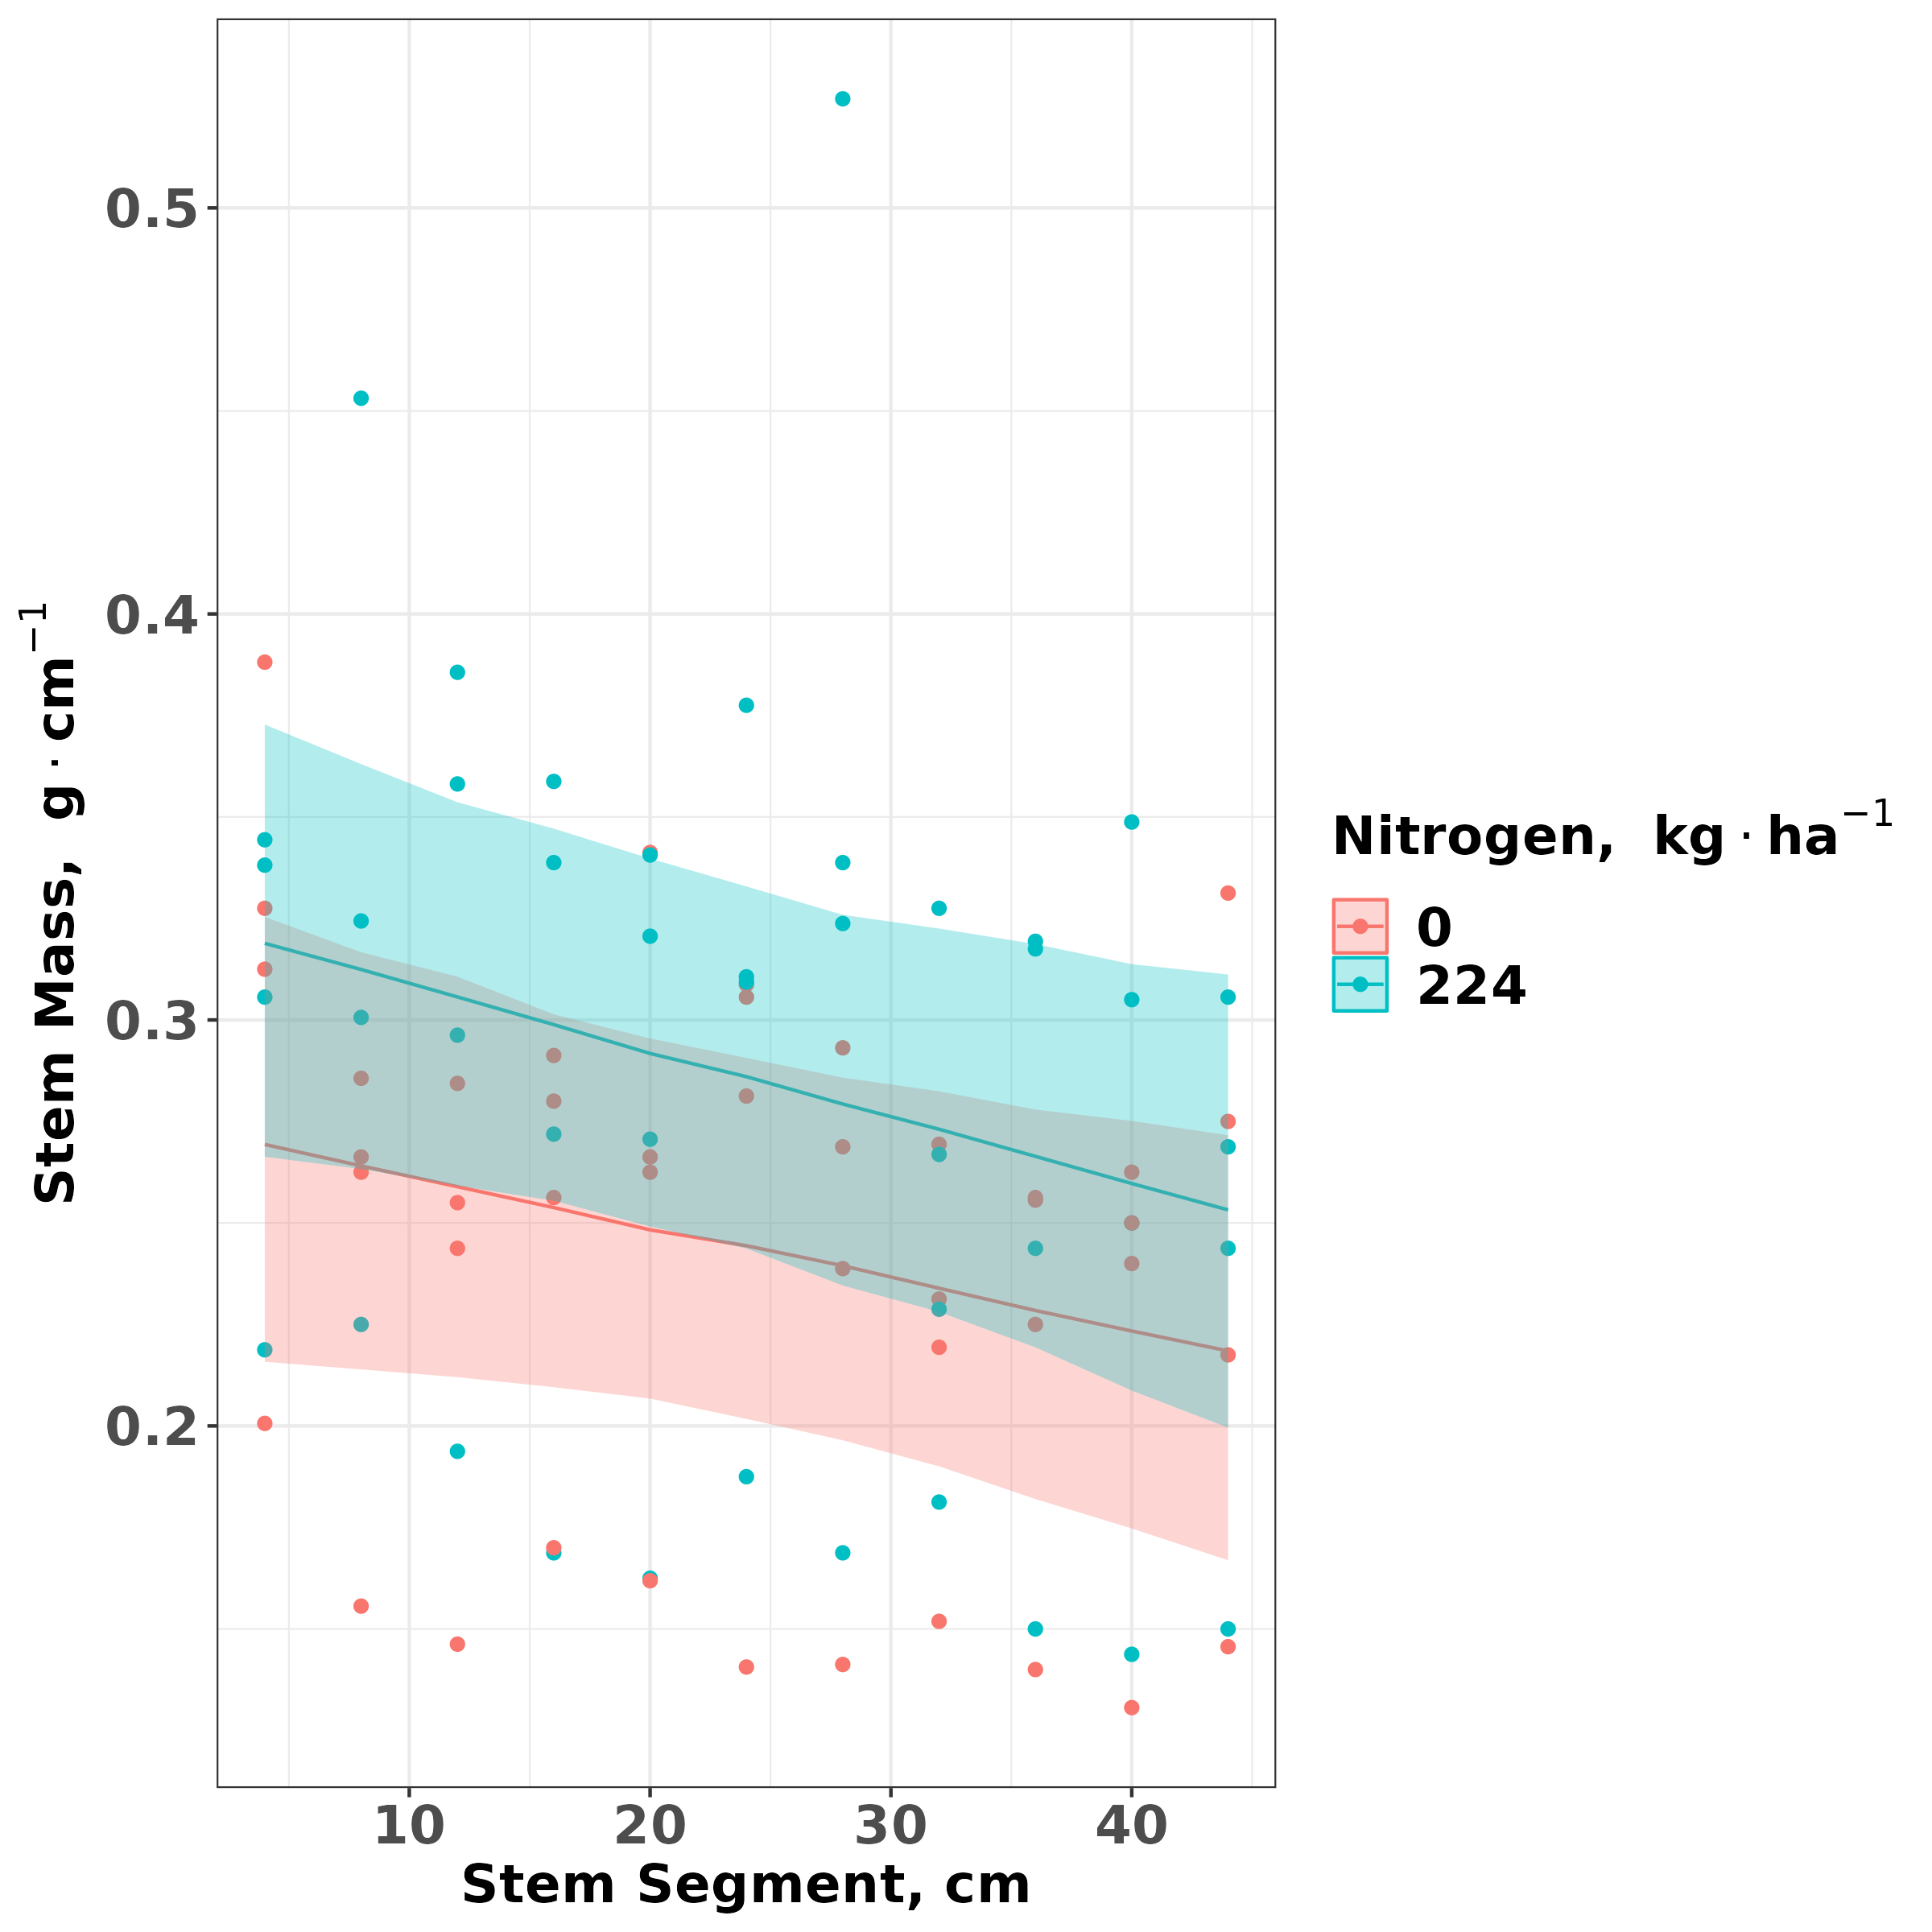 0.5
0.4
0.3
0.2
Stem Mass, g·cm⁻¹
10 20 30 40
Stem Segment, cm
Nitrogen, kg·ha⁻¹
0
224